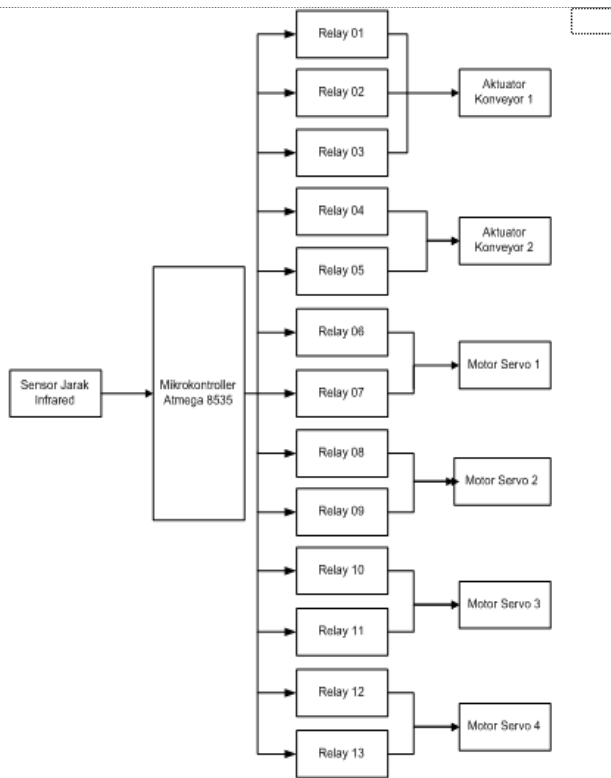 Relay 01
Relay 02
Relay 03
Relay 04
Relay 05
Relay 06
Relay 07
Relay 08
Relay 09
Relay 10
Relay 11
Relay 12
Relay 13
Sensor Jarak
Infrared
Mikrokontroller
Atmega 8535
Aktuator
Konveyor 1
Aktuator
Konveyor 2
Motor Servo 1
Motor Servo 2
Motor Servo 3
Motor Servo 4